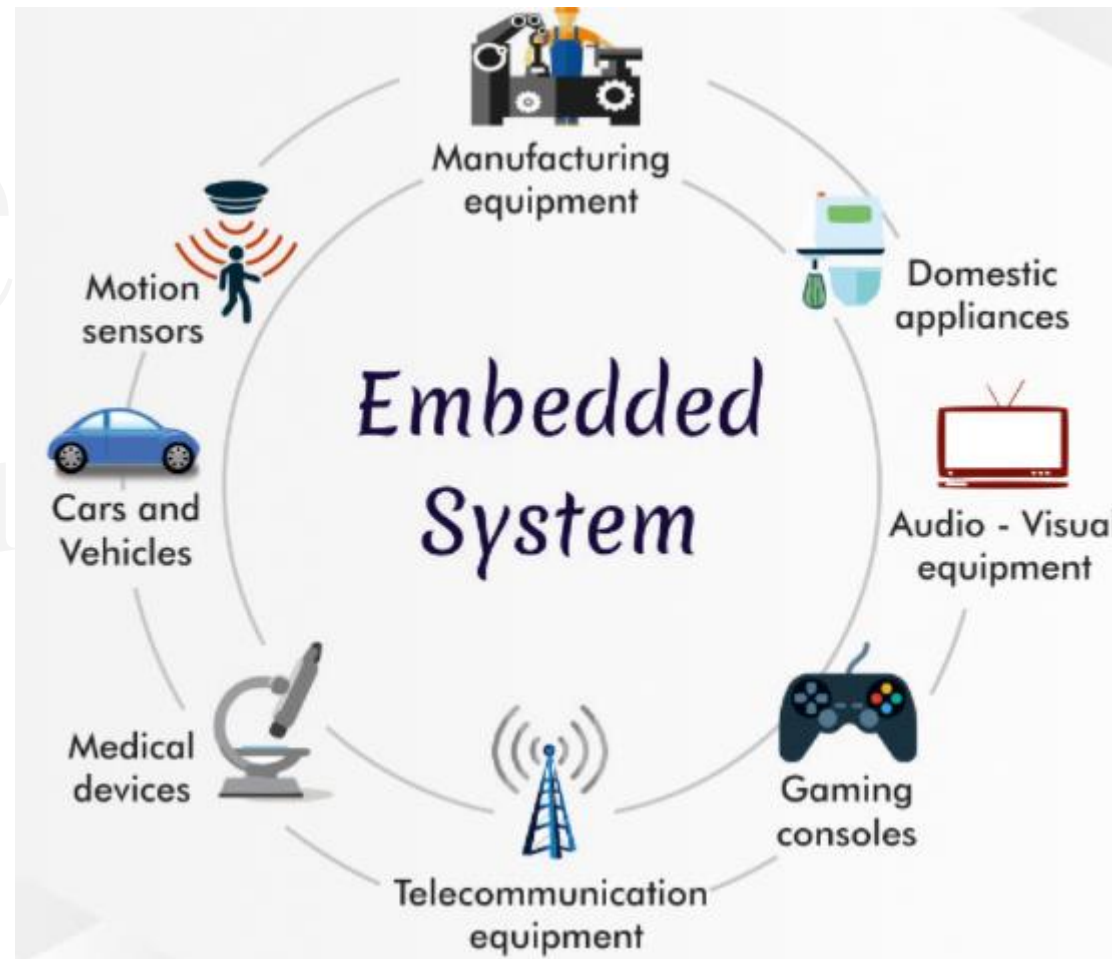 Manufacturing
equipment
Domestic
appliances
Audio - Visual
equipment
Gaming
consoles
Telecommunication
equipment
Medical
devices
Cars and
Vehicles
Motion
sensors
Embedded
System